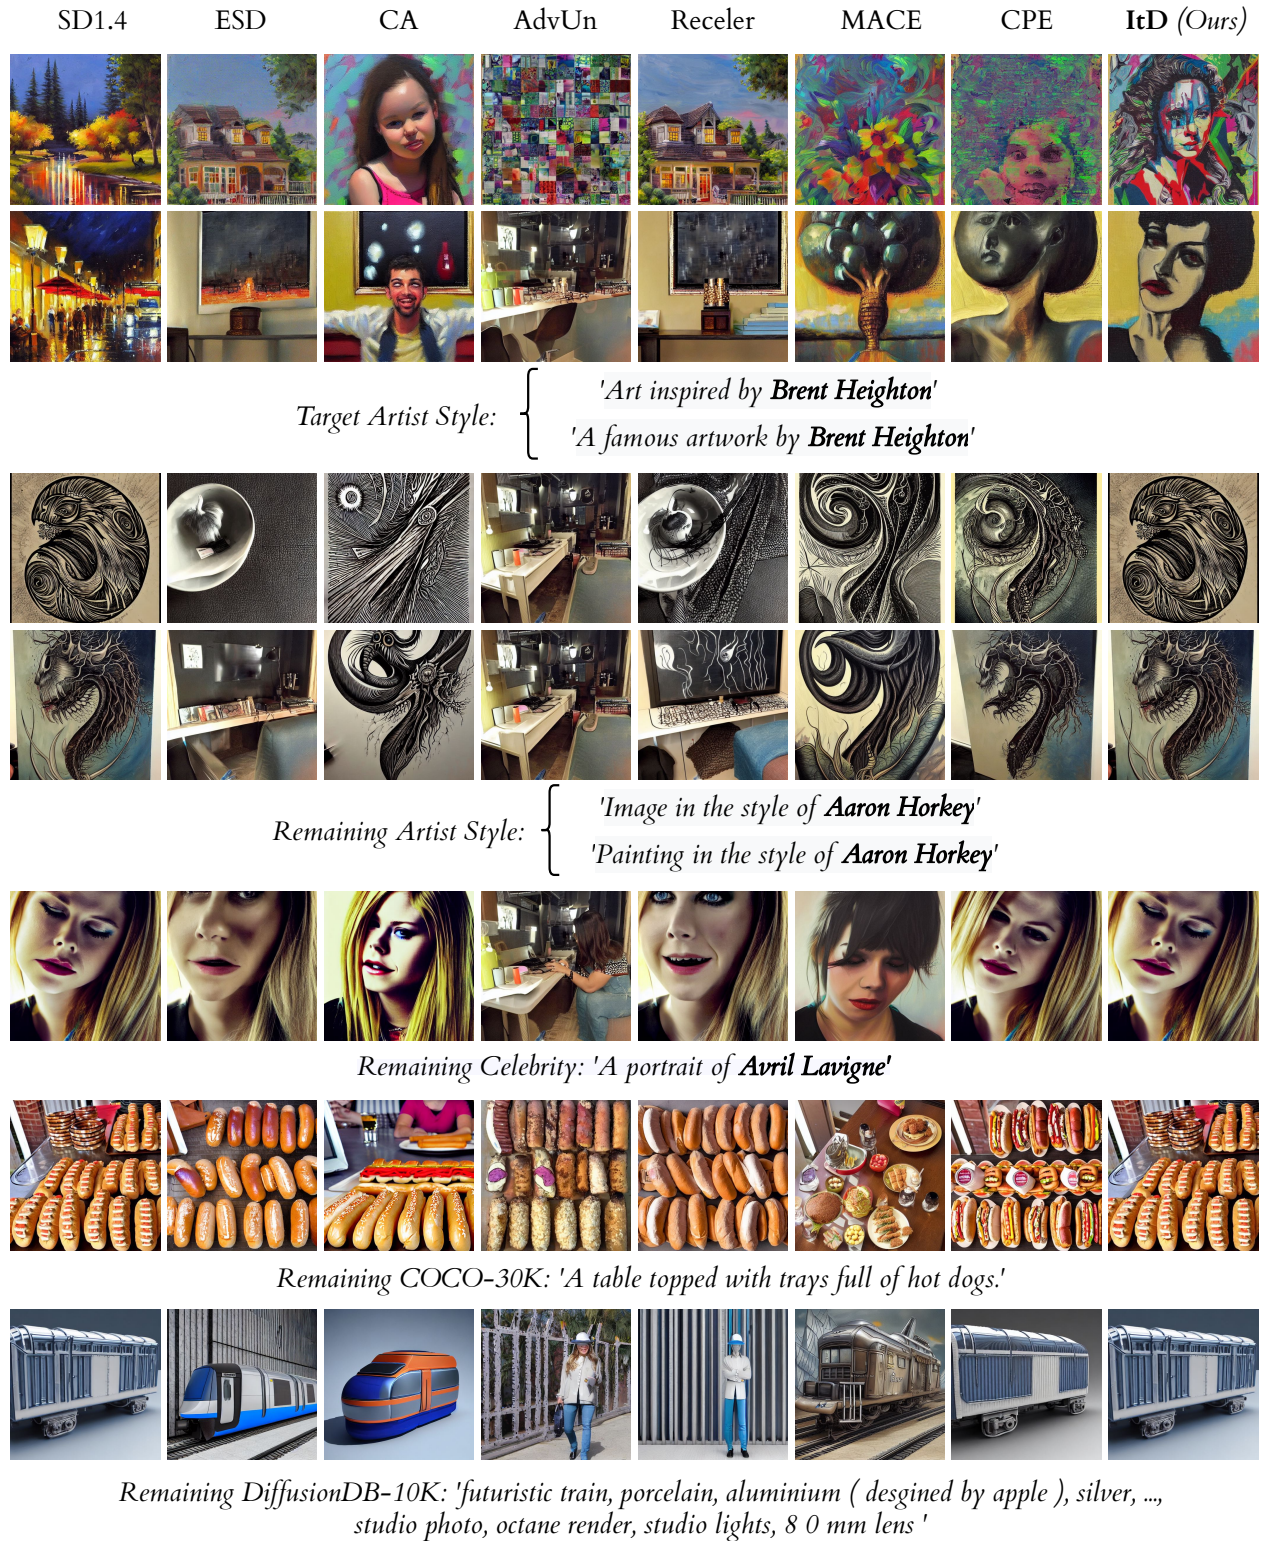 SD1.4 ESD CA AdvUn Receler MACE CPE ItD (Ours)
Target Artist Style:
'Art inspired by Brent Heighton'
'A famous artwork by Brent Heighton'
Remaining Artist Style:
'Image in the style of Aaron Horkey'
'Painting in the style of Aaron Horkey'
Remaining Celebrity: 'A portrait of Avril Lavigne'
Remaining COCO-30K: 'A table topped with trays full of hot dogs.'
Remaining DiffusionDB-10K: 'futuristic train, porcelain, aluminium ( desgined by apple ), silver, ...,
studio photo, octane render, studio lights, 8 0 mm lens '